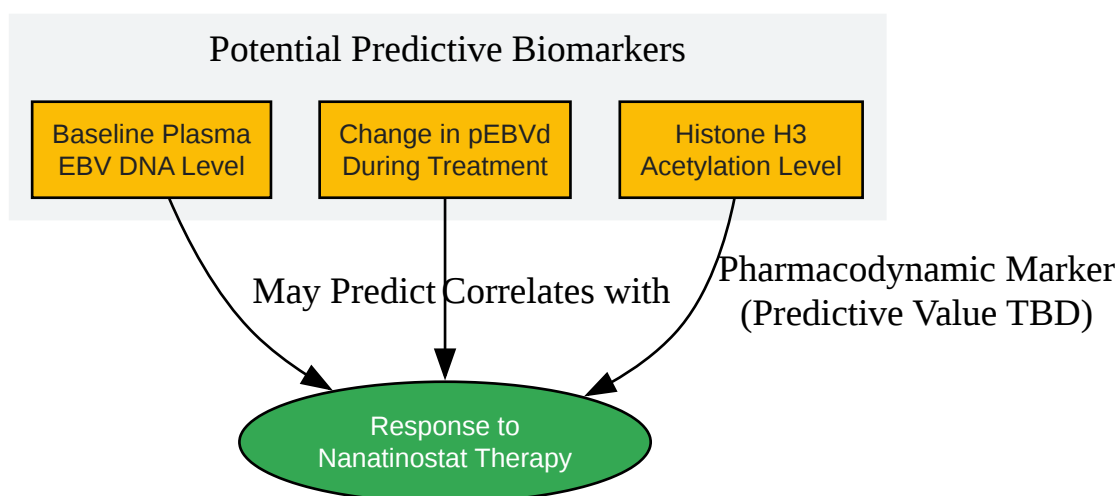 Potential Predictive Biomarkers
Baseline Plasma
EBV DNA Level
Change in pEBVd
During Treatment
Histone H3
Acetylation Level
May Predict
Correlates with
Pharmacodynamic Marker
(Predictive Value TBD)
Response to
Nanatinostat Therapy